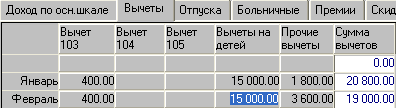 Доход по осн.шкале Вычеты Отпуска Больничные Премии Скид
Вычет 103 Вычет 104 Вычет 105 Вычеты на детей Прочие вычеты Сумма вычетов
0.00
Январь 400.00 15 000.00 1 800.00 20 800.00
Февраль 400.00 15 000.00 3 600.00 19 000.00